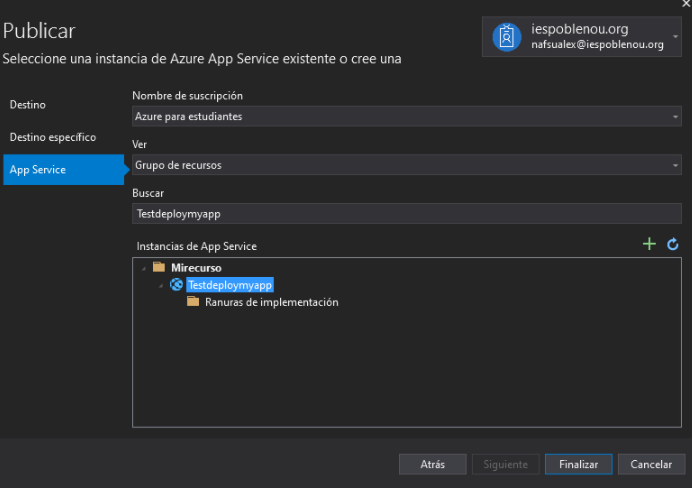 Publicar
iespoblenou.org
nafsualex@iespoblenou.org
Seleccione una instancia de Azure App Service existente o cree una
Destino
Destino específico
App Service
Nombre de suscripción
Azure para estudiantes
Ver
Grupo de recursos
Buscar
Testdeploymyapp
Instancias de App Service
Mirecurso
Testdeploymyapp
Ranuras de implementación
Atrás
Siguiente
Finalizar
Cancelar